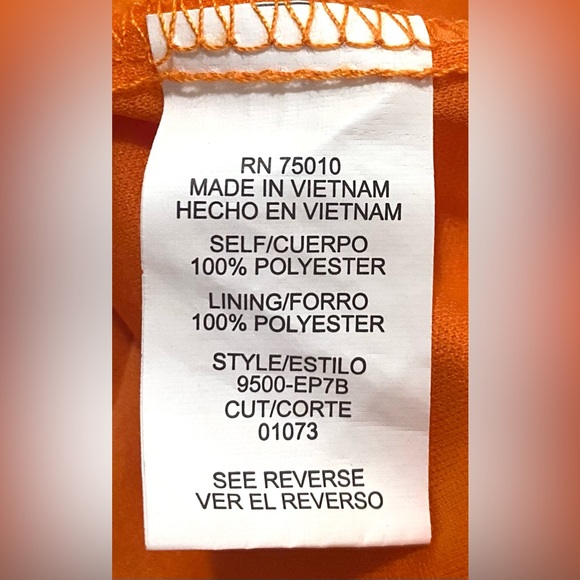 RN 75010
MADE IN VIETNAM
HECHO EN VIETNAM
SELF/CUERPO
100% POLYESTER
LINING/FORRO
100% POLYESTER
STYLE/ESTILO
9500-EP7B
CUT/CORTE
01073
SEE REVERSE
VER EL REVERSO